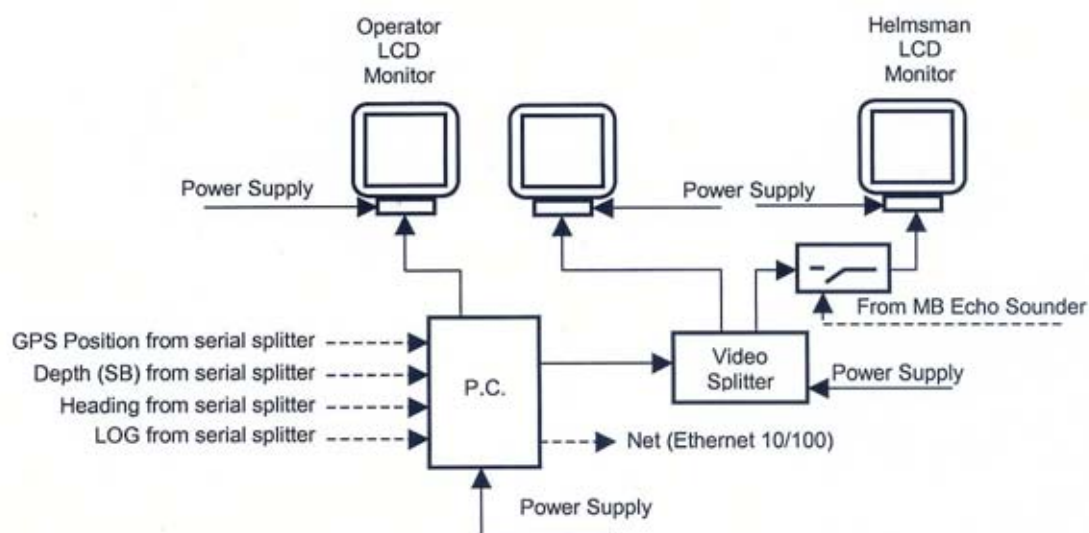 Operator
LCD
Monitor
Helmsman
LCD
Monitor
Power Supply
Power Supply
Power Supply
From MB Echo Sounder
GPS Position from serial splitter
Depth (SB) from serial splitter
Heading from serial splitter
LOG from serial splitter
P.C.
Video
Splitter
Power Supply
Net (Ethernet 10/100)
Power Supply